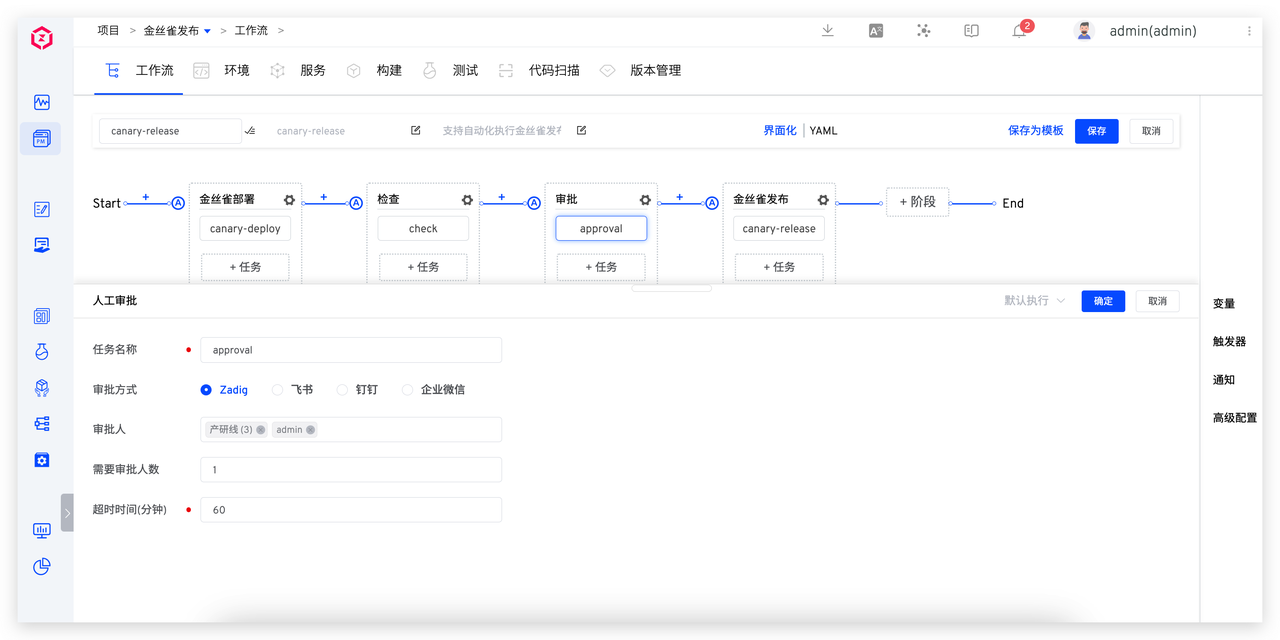 项目 > 金丝雀发布 > 工作流 >
2
admin(admin)
工作流 环境 服务 构建 测试 代码扫描 版本管理
canary-release canary-release 支持自动化执行金丝雀发布 界面化 YAML 保存为模板 保存 取消
Start 金丝雀部署 检查 审批 金丝雀发布 + 阶段 End
A A A A
canary-deploy check approval canary-release
+ 任务 + 任务 + 任务 + 任务
人工审批 默认执行 确定 取消
任务名称 approval
审批方式 Zadig 飞书 钉钉 企业微信
审批人 产研线 (3) admin
需要审批人数 1
超时时间(分钟) 60
变量
触发器
通知
高级配置